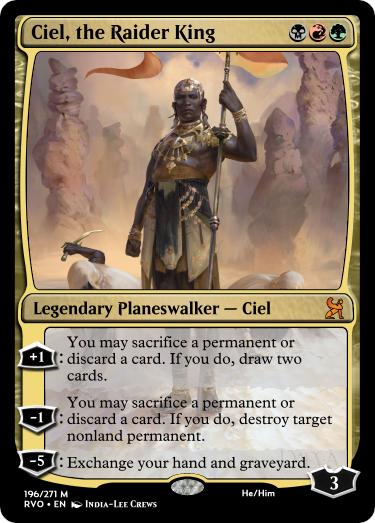 Ciel, the Raider King
Legendary Planeswalker — Ciel
+1
: You may sacrifice a permanent or
discard a card. If you do, draw two
cards.
-1
: You may sacrifice a permanent or
discard a card. If you do, destroy target
nonland permanent.
-5
: Exchange your hand and graveyard.
3
196/271 M
He/Him
RVO • EN India-Lee Crews